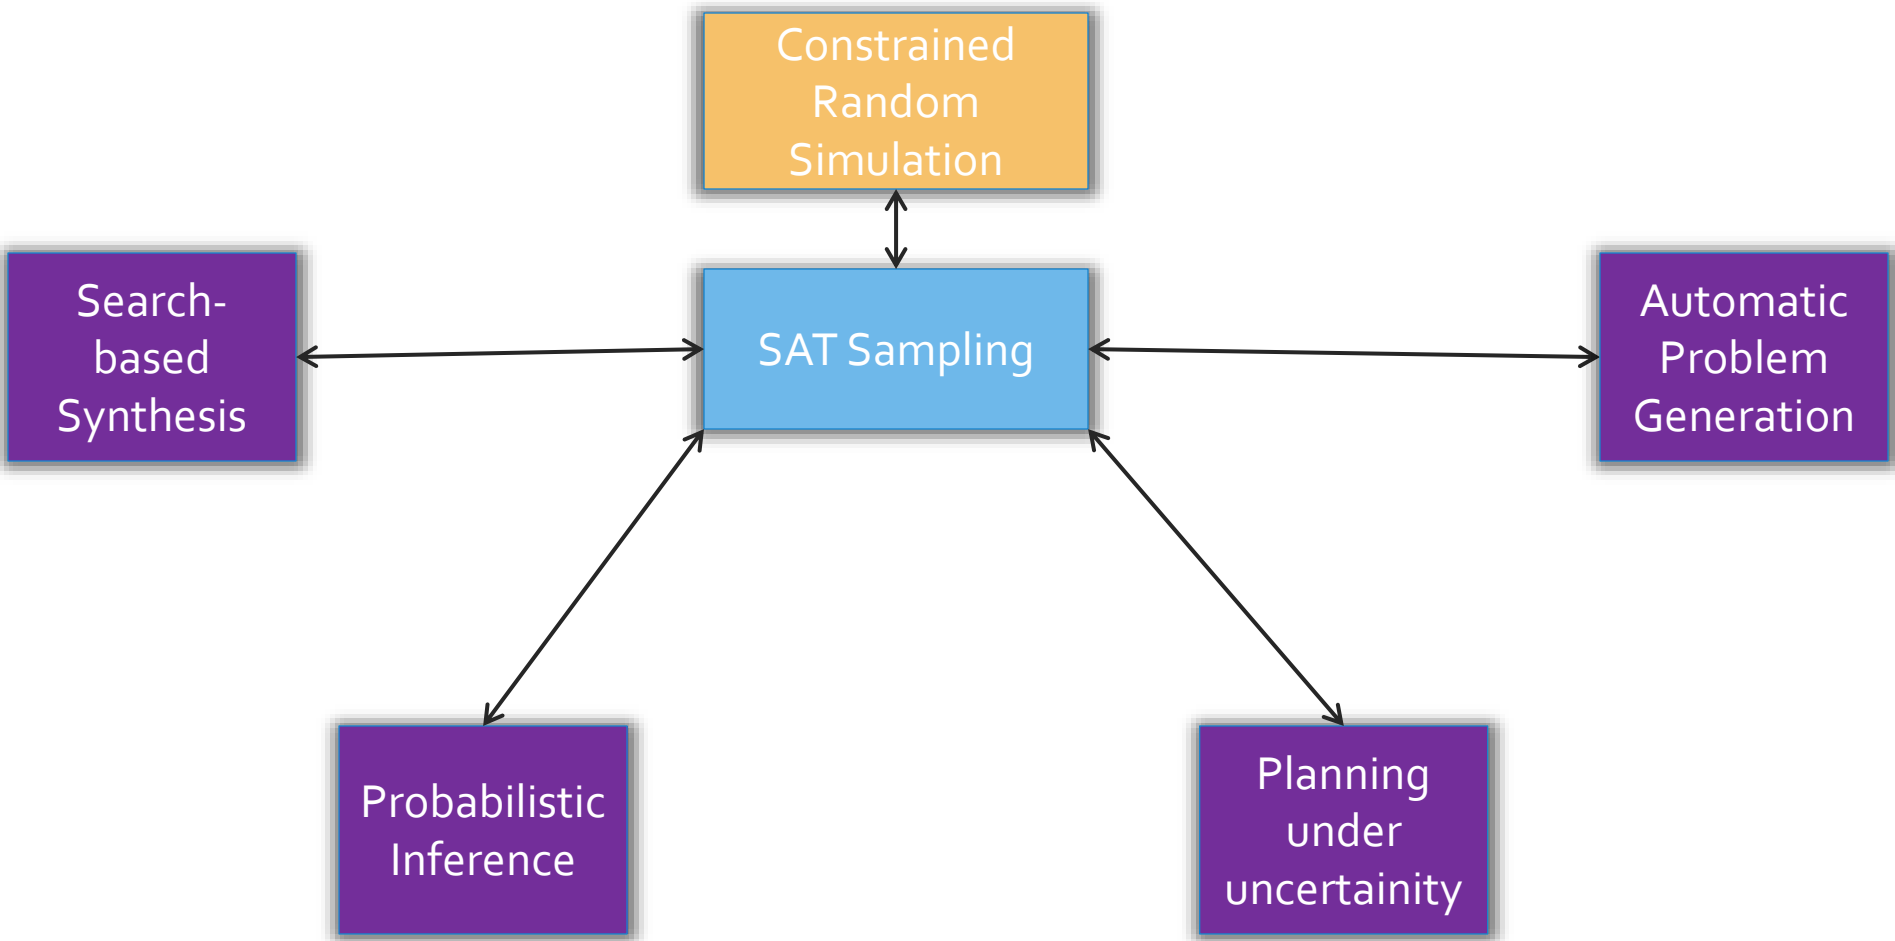 Constrained
Random
Simulation
Search-
based
Synthesis
SAT Sampling
Automatic
Problem
Generation
Probabilistic
Inference
Planning
under
uncertainity